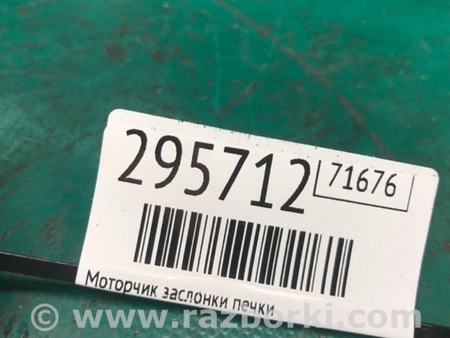 295712
71676
Моторчик заслонки печки
www.razborki.com